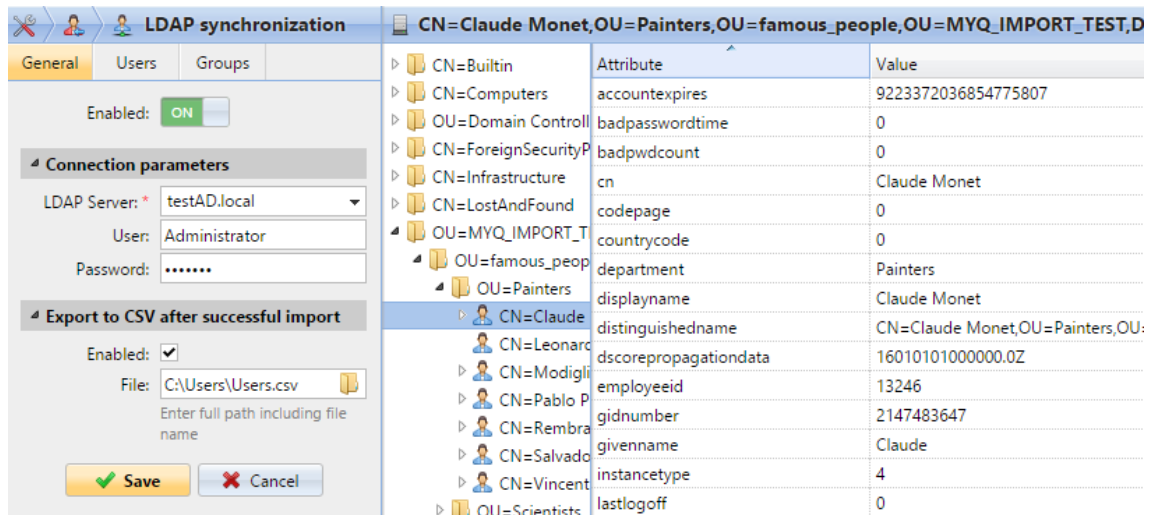 LDAP synchronization
General Users Groups
Enabled: ON
Connection parameters
LDAP Server: * testAD.local
User: Administrator
Password: •••••••
Export to CSV after successful import
Enabled:
File: C:\Users\Users.csv
Enter full path including file
name
Save Cancel
CN=Claude Monet,OU=Painters,OU=famous_people,OU=MYQ_IMPORT_TEST,D
CN=Builtin
CN=Computers
OU=Domain Controll
CN=ForeignSecurityP
CN=Infrastructure
CN=LostAndFound
OU=MYQ_IMPORT_T
OU=famous_peop
OU=Painters
CN=Claude
CN=Leonard
CN=Modigli
CN=Pablo P
CN=Rembra
CN=Salvado
CN=Vincent
OU=Scientists
Attribute Value
accountexpires 9223372036854775807
badpasswordtime 0
badpwdcount 0
cn Claude Monet
codepage 0
countrycode 0
department Painters
displayname Claude Monet
distinguishedname CN=Claude Monet,OU=Painters,OU=
dscorepropagationdata 16010101000000.0Z
employeeid 13246
gidnumber 2147483647
givenname Claude
instancetype 4
lastlogoff 0